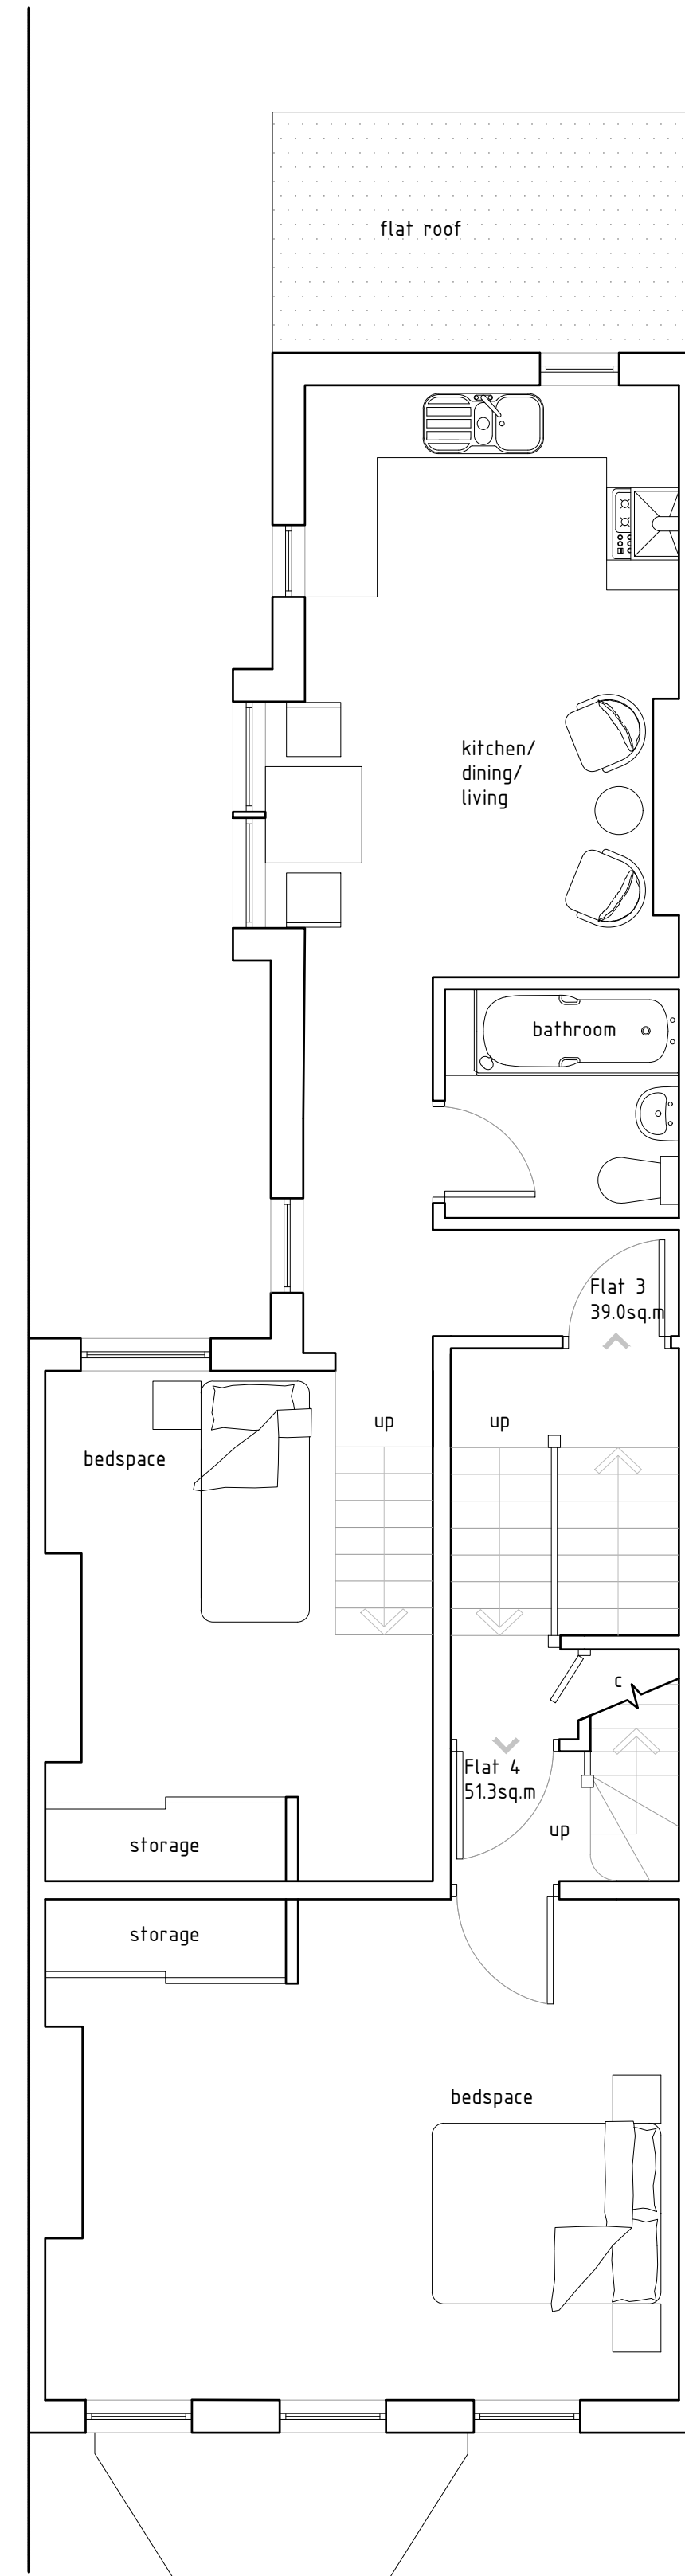 flat roof
kitchen/
dining/
living
bathroom
Flat 3
39.0sq.m
up
up
bedspace
c
Flat 4
51.3sq.m
up
storage
storage
bedspace